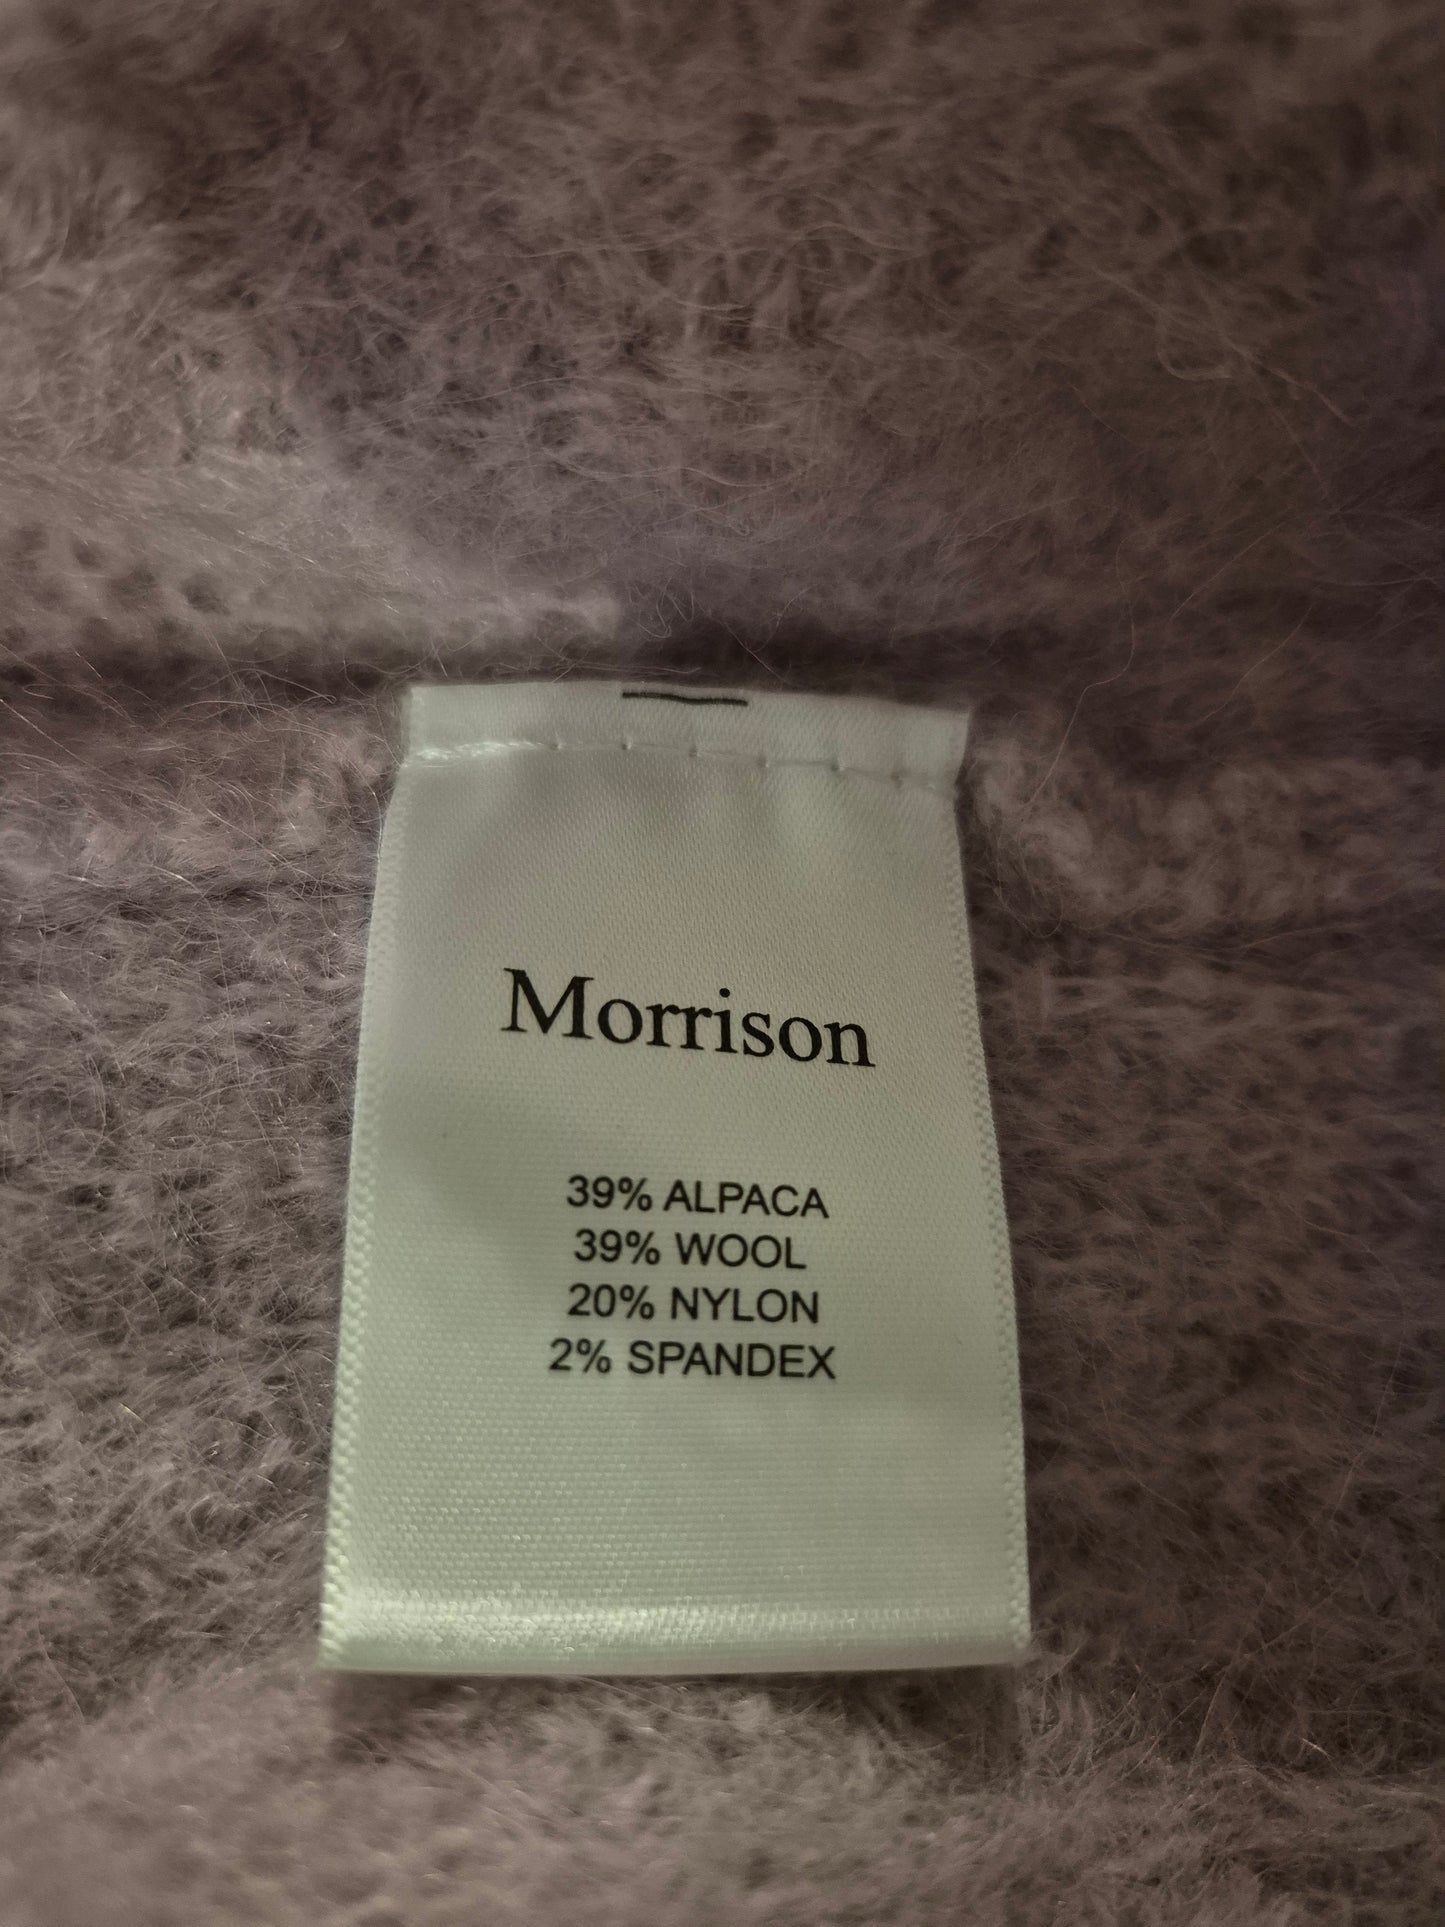 Morrison
39% ALPACA
39% WOOL
20% NYLON
2% SPANDEX